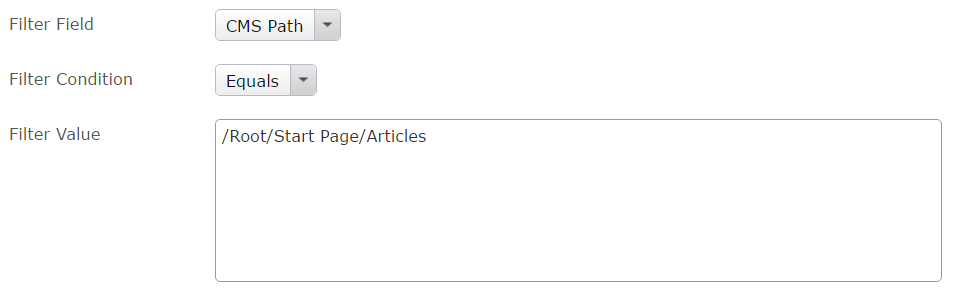 Filter Field CMS Path
Filter Condition Equals
Filter Value /Root/Start Page/Articles